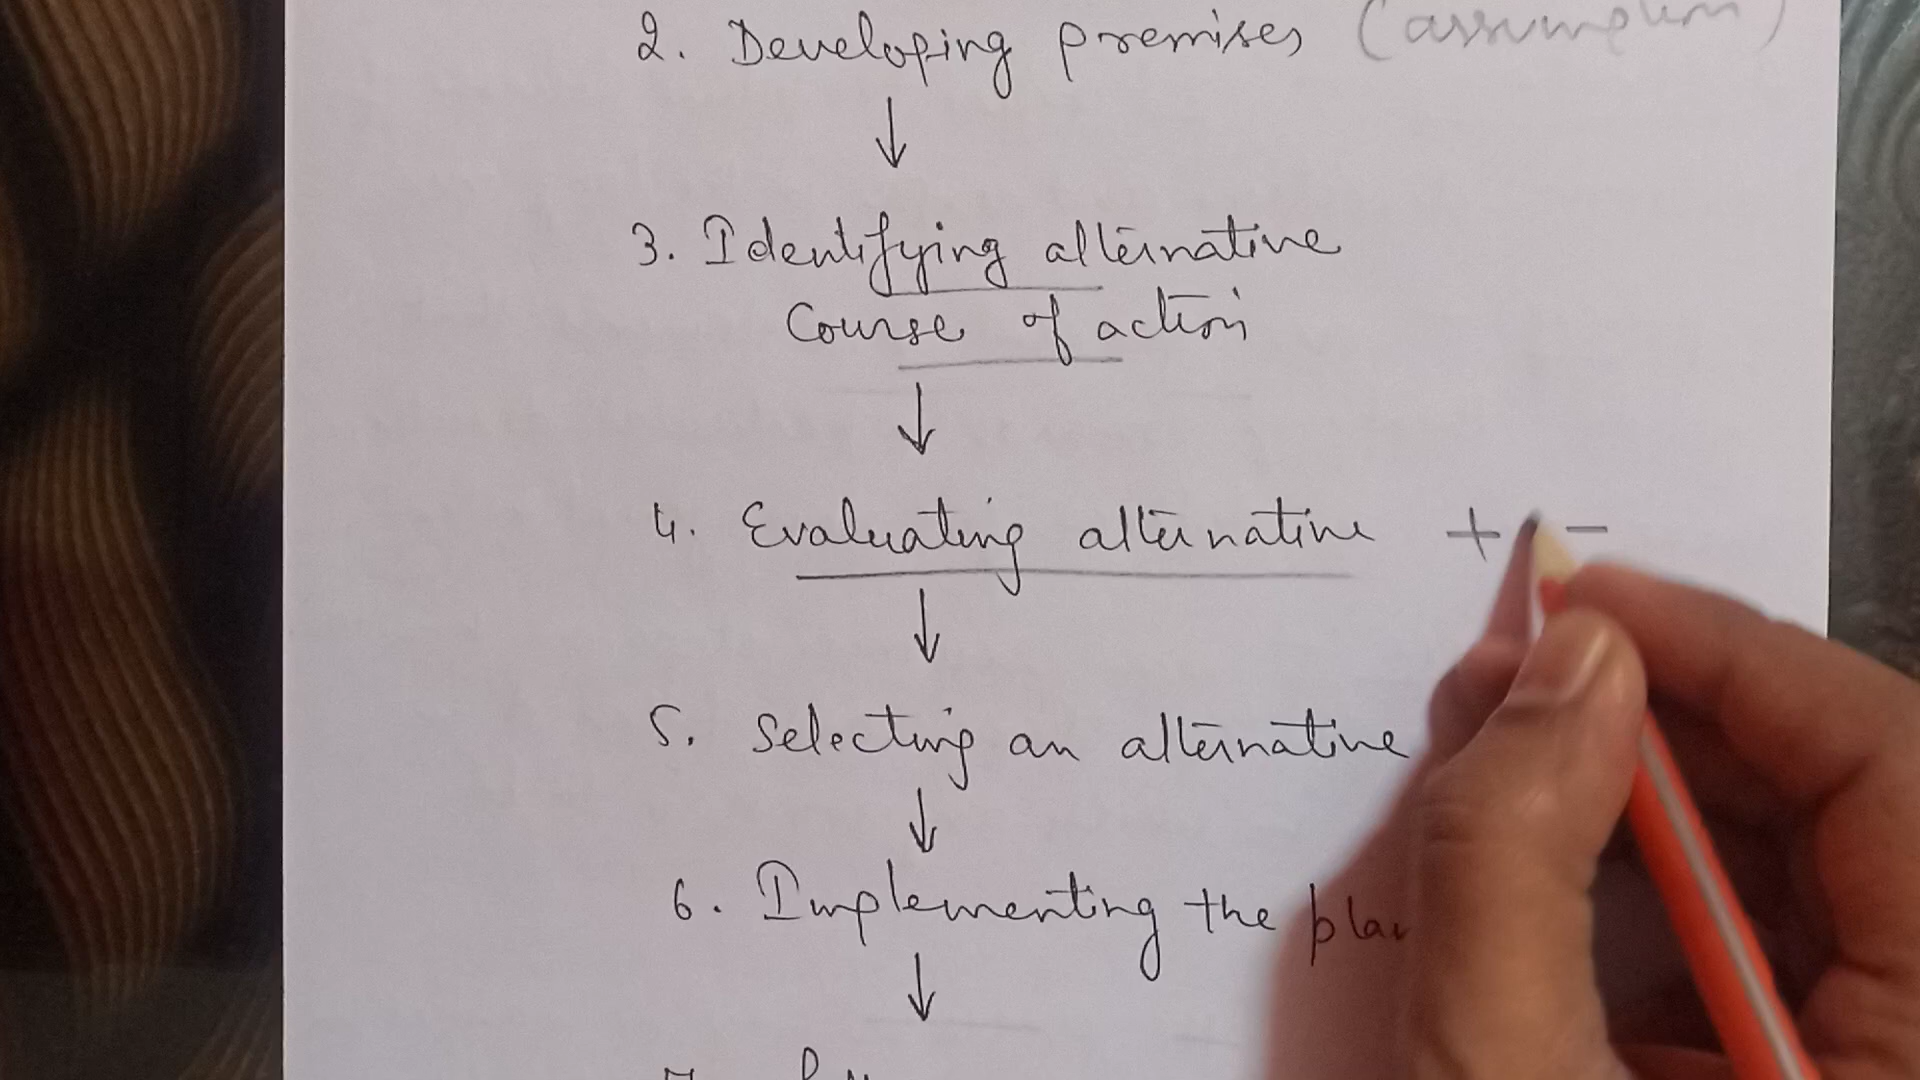 2. Developing premises (assumption)
↓
3. Identifying alternative
Course of action
↓
4. Evaluating alternative + -
↓
5. Selecting an alternative
↓
6. Implementing the plan
↓
7.